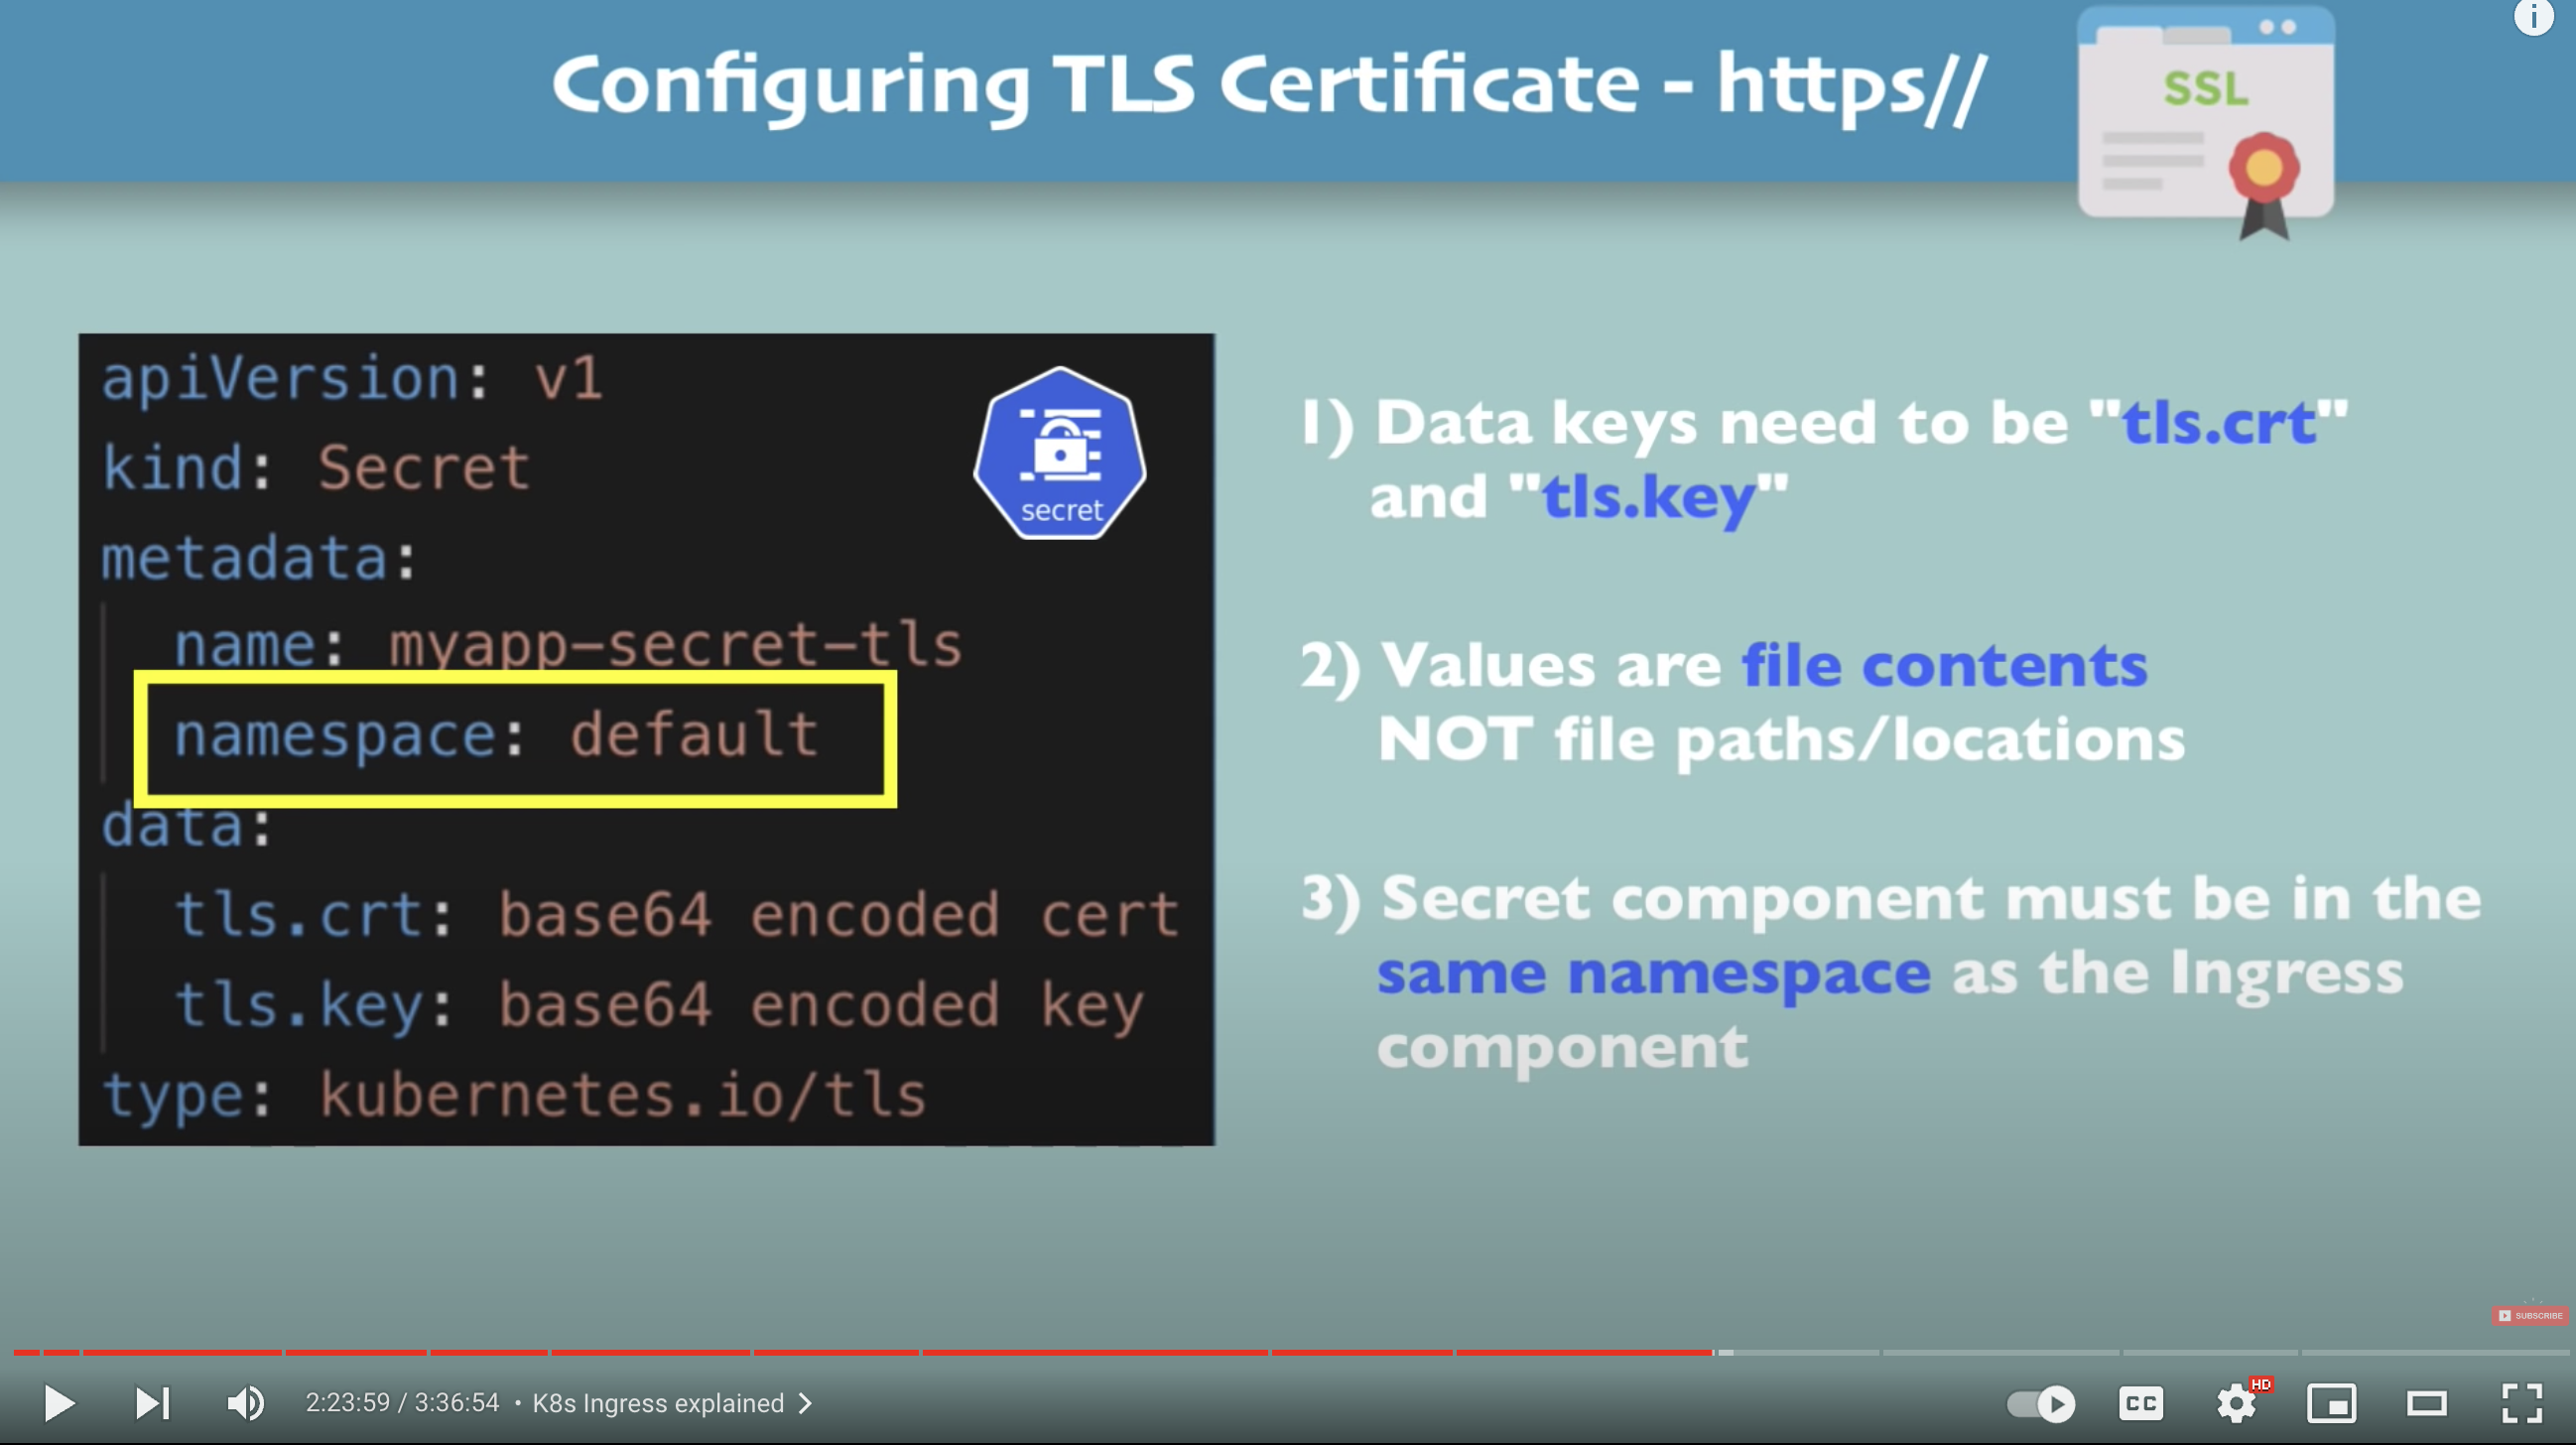 Configuring TLS Certificate - https//
SSL
i
apiVersion: v1
kind: Secret
metadata:
name: myapp-secret-tls
namespace: default
data:
tls.crt: base64 encoded cert
tls.key: base64 encoded key
type: kubernetes.io/tls
secret
1) Data keys need to be "tls.crt"
and "tls.key"
2) Values are file contents
NOT file paths/locations
3) Secret component must be in the
same namespace as the Ingress
component
SUBSCRIBE
2:23:59 / 3:36:54 • K8s Ingress explained
CC
HD